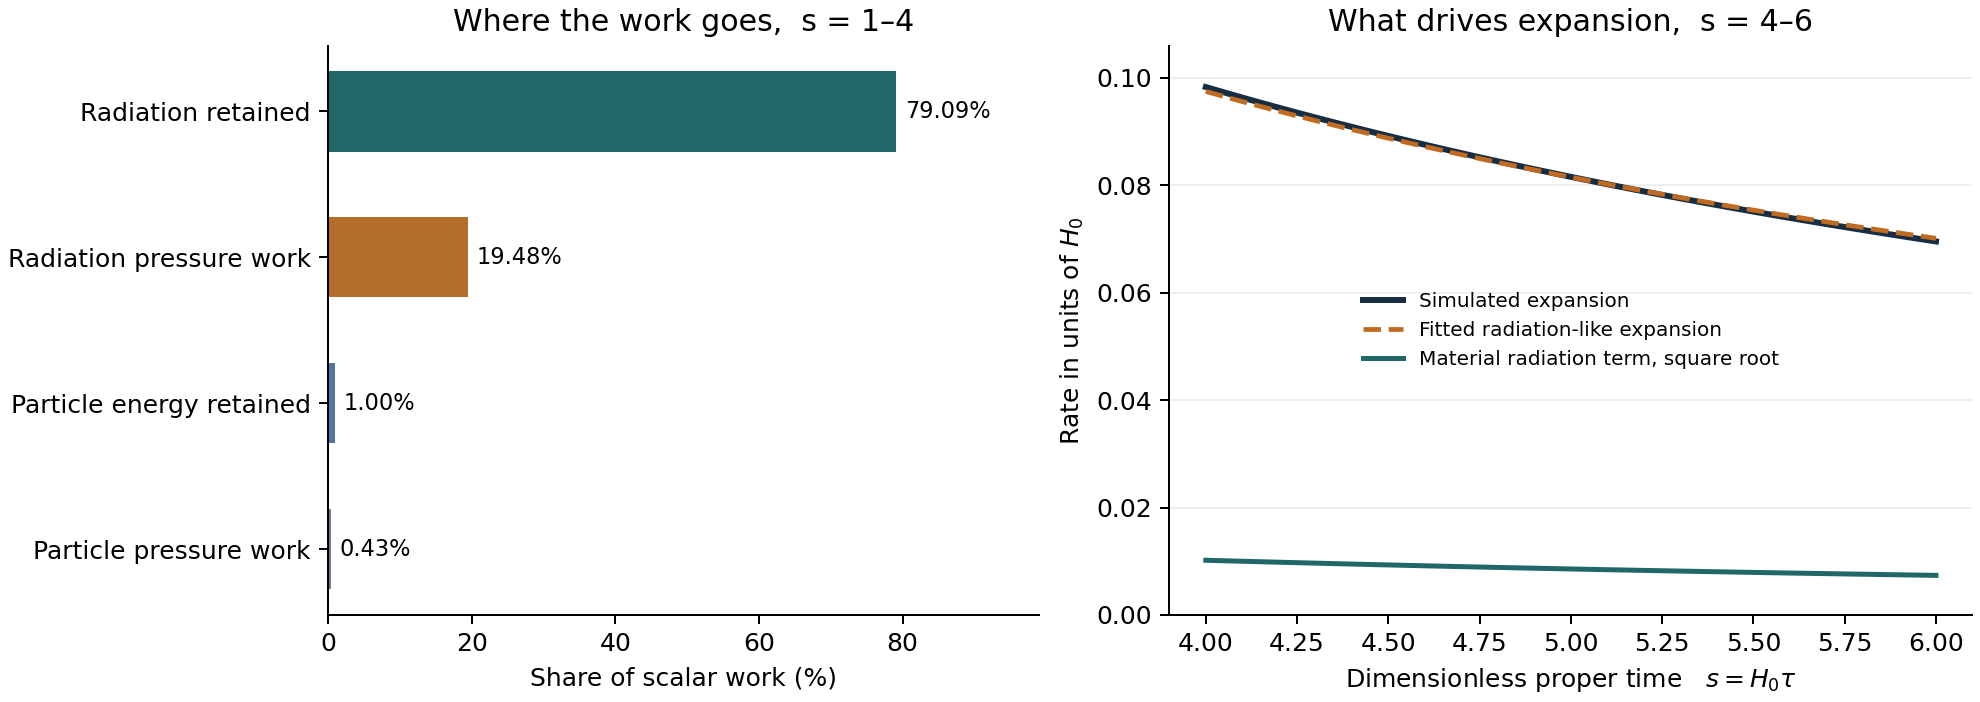 Where the work goes,  s = 1–4
Radiation retained
79.09%
Radiation pressure work
19.48%
Particle energy retained
1.00%
Particle pressure work
0.43%
0 20 40 60 80
Share of scalar work (%)
What drives expansion,  s = 4–6
Rate in units of H₀
0.10
0.08
0.06
0.04
0.02
0.00
Simulated expansion
Fitted radiation-like expansion
Material radiation term, square root
4.00 4.25 4.50 4.75 5.00 5.25 5.50 5.75 6.00
Dimensionless proper time   s = H₀τ